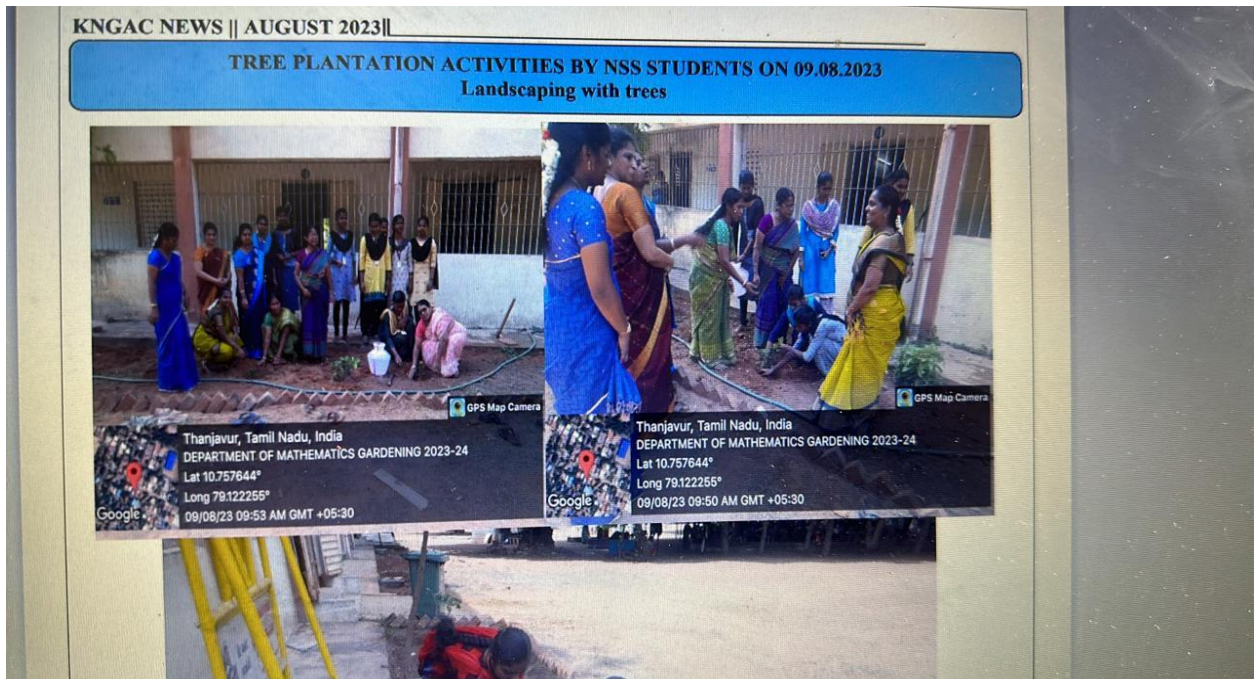 KNGAC NEWS || AUGUST 2023||
TREE PLANTATION ACTIVITIES BY NSS STUDENTS ON 09.08.2023
Landscaping with trees
GPS Map Camera
Thanjavur, Tamil Nadu, India
DEPARTMENT OF MATHEMATICS GARDENING 2023-24
Lat 10.757644°
Long 79.122255°
09/08/23 09:53 AM GMT +05:30
Google
GPS Map Camera
Thanjavur, Tamil Nadu, India
DEPARTMENT OF MATHEMATICS GARDENING 2023-24
Lat 10.757644°
Long 79.122255°
09/08/23 09:50 AM GMT +05:30
Google